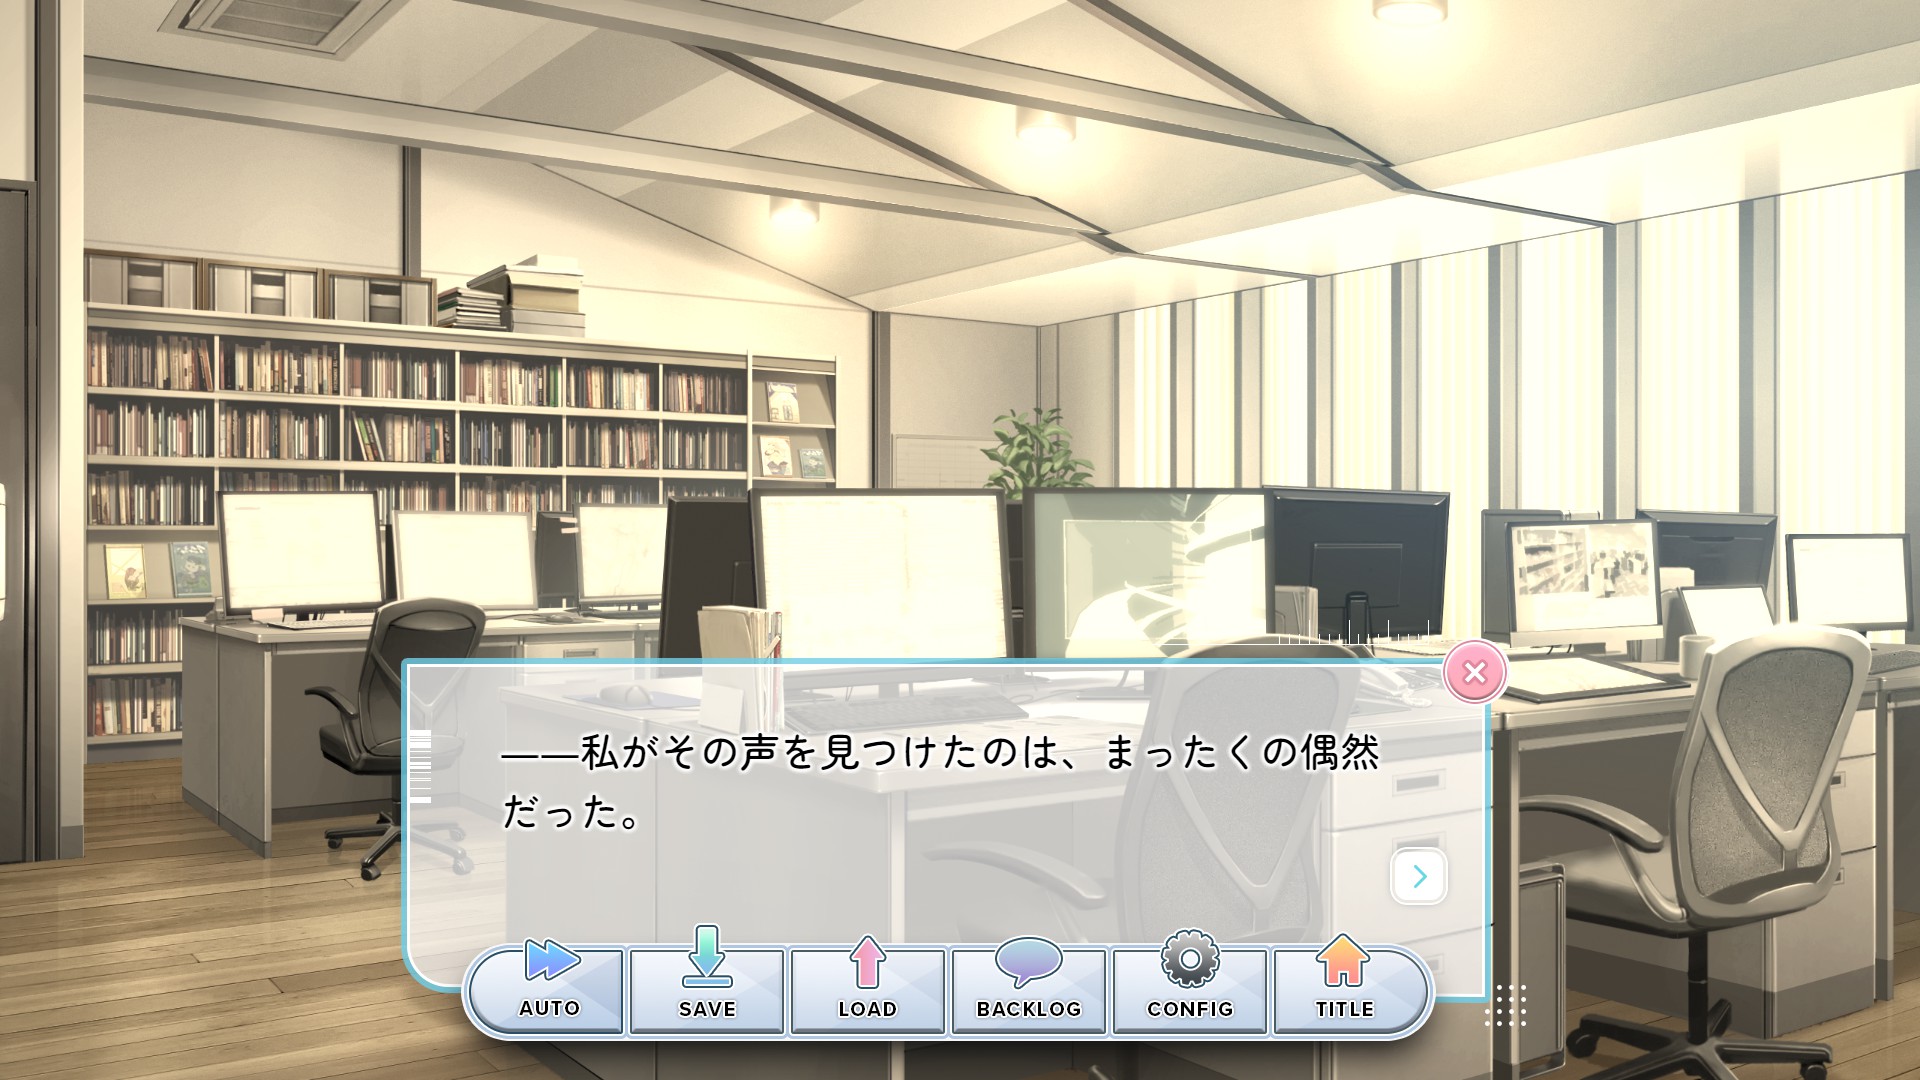 ——私がその声を見つけたのは、まったくの偶然
だった。
AUTO
SAVE
LOAD
BACKLOG
CONFIG
TITLE